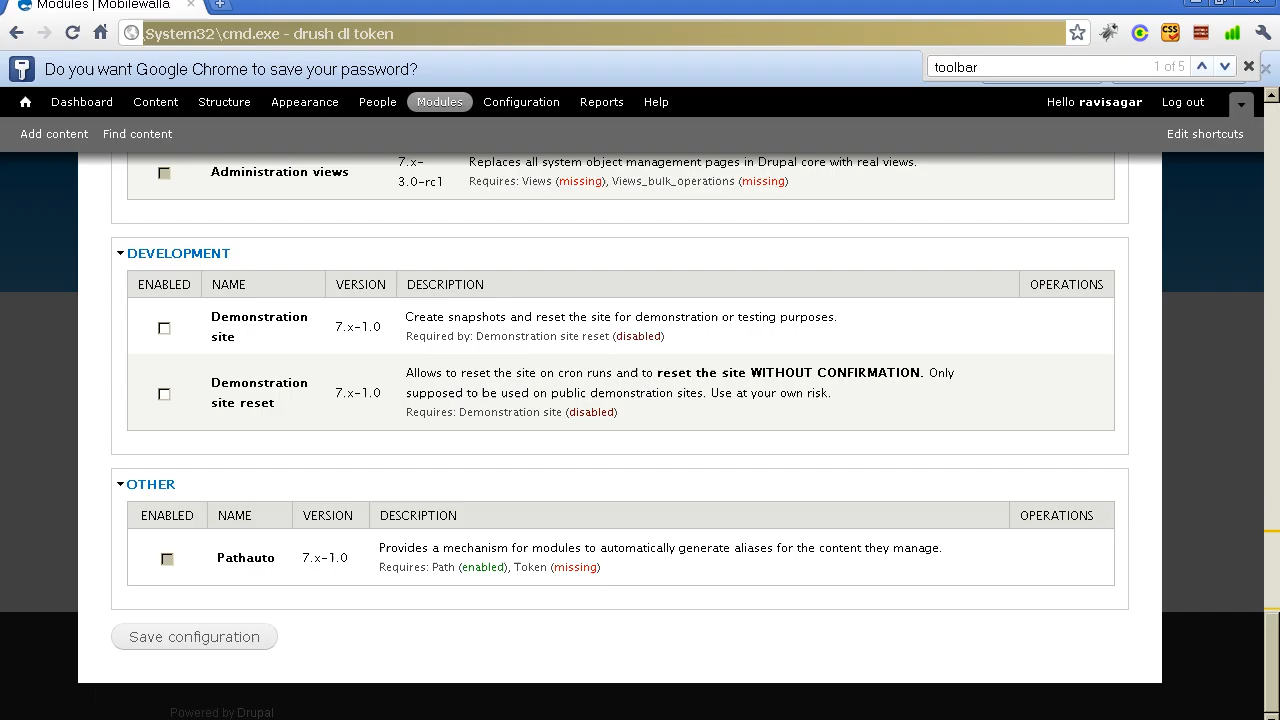 Modules | Mobilewalla
System32\cmd.exe - drush dl token
Do you want Google Chrome to save your password?
toolbar 1 of 5
Dashboard Content Structure Appearance People Modules Configuration Reports Help Hello ravisagar Log out
Add content Find content Edit shortcuts
Administration views 7.x-3.0-rc1 Replaces all system object management pages in Drupal core with real views.
Requires: Views (missing), Views_bulk_operations (missing)
DEVELOPMENT
ENABLED NAME VERSION DESCRIPTION OPERATIONS
Demonstration site 7.x-1.0 Create snapshots and reset the site for demonstration or testing purposes.
Required by: Demonstration site reset (disabled)
Demonstration site reset 7.x-1.0 Allows to reset the site on cron runs and to reset the site WITHOUT CONFIRMATION. Only
supposed to be used on public demonstration sites. Use at your own risk.
Requires: Demonstration site (disabled)
OTHER
ENABLED NAME VERSION DESCRIPTION OPERATIONS
Pathauto 7.x-1.0 Provides a mechanism for modules to automatically generate aliases for the content they manage.
Requires: Path (enabled), Token (missing)
Save configuration
Powered by Drupal